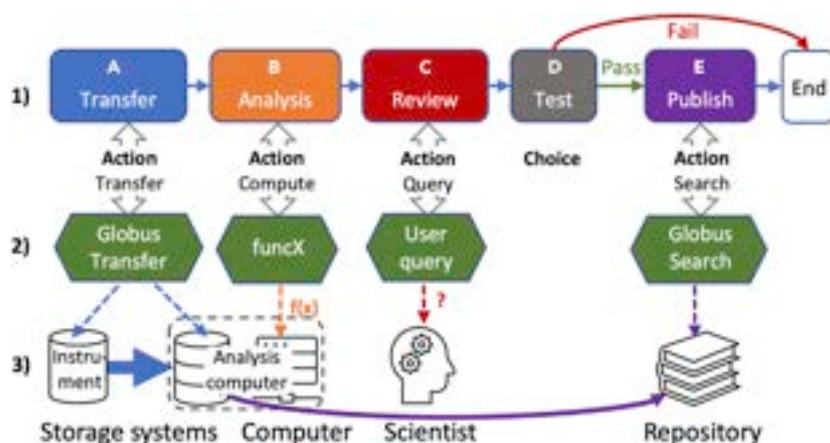 Fail
A
B
C
D
E
Pass
1)
Transfer
Analysis
Review
Test
Publish
End
Action
Transfer
Action
Compute
Action
Query
Choice
Action
Search
2)
Globus
Transfer
funcX
User
query
Globus
Search
f(x)
?
3)
Instru-
ment
Analysis
computer
Storage systems
Computer
Scientist
Repository